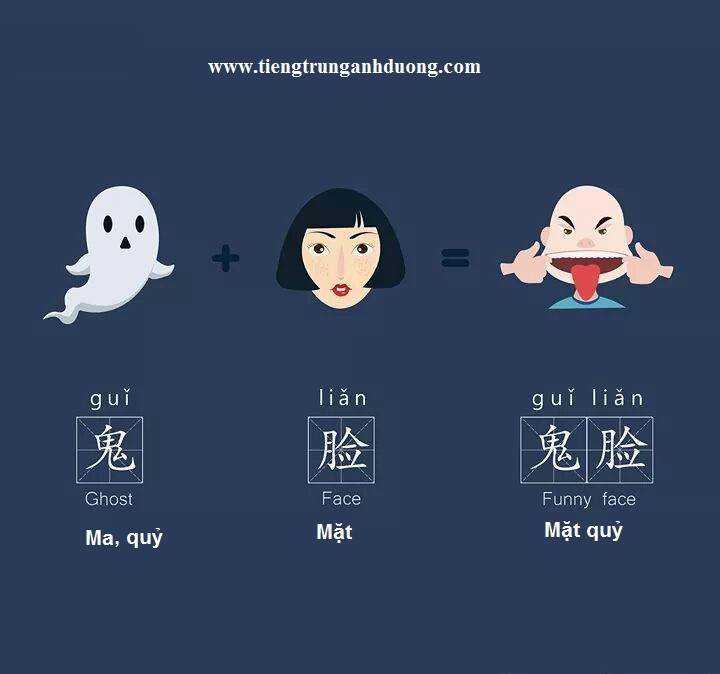 www.tiengtrunganhduong.com
guǐ liǎn guǐ liǎn
鬼 脸 鬼脸
Ghost Face Funny face
Ma, quỷ Mặt Mặt quỷ